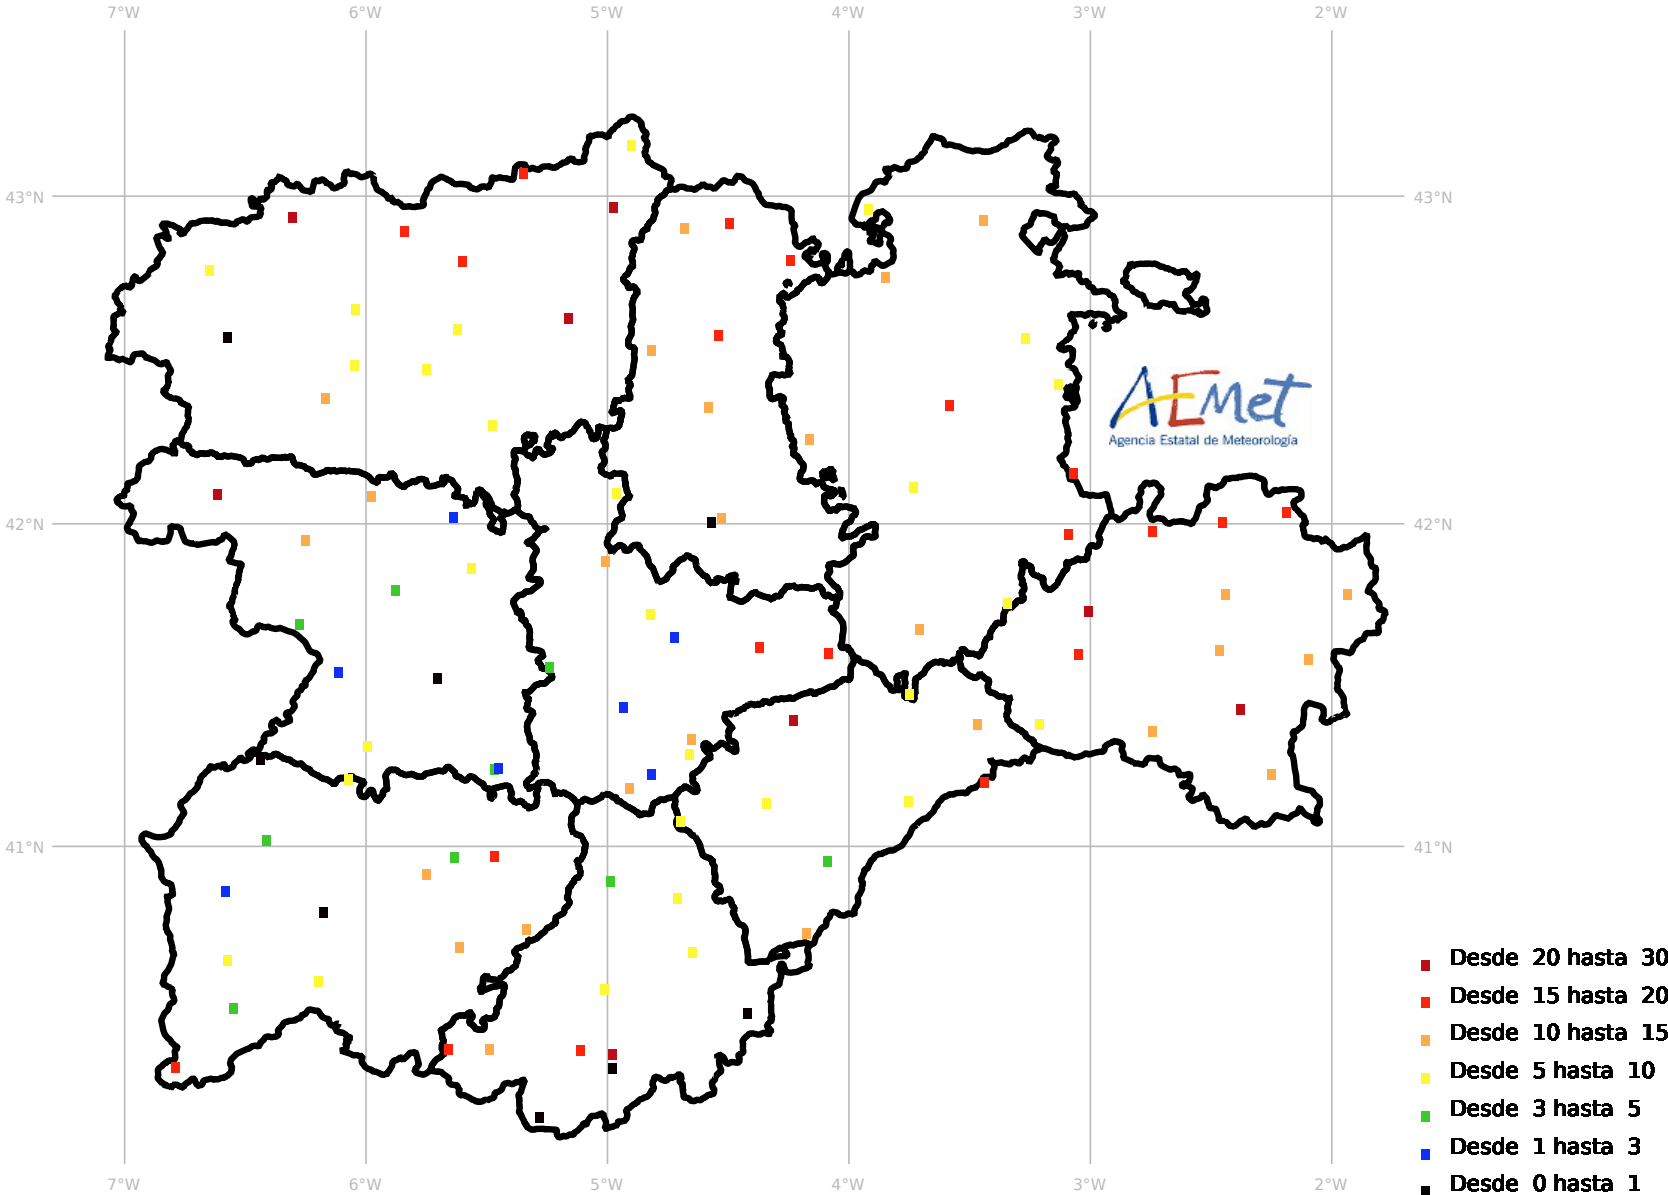 7°W 6°W 5°W 4°W 3°W 2°W
43°N 43°N
AEMet
Agencia Estatal de Meteorología
42°N 42°N
41°N 41°N
Desde 20 hasta 30
Desde 15 hasta 20
Desde 10 hasta 15
Desde 5 hasta 10
Desde 3 hasta 5
Desde 1 hasta 3
Desde 0 hasta 1
7°W 6°W 5°W 4°W 3°W 2°W